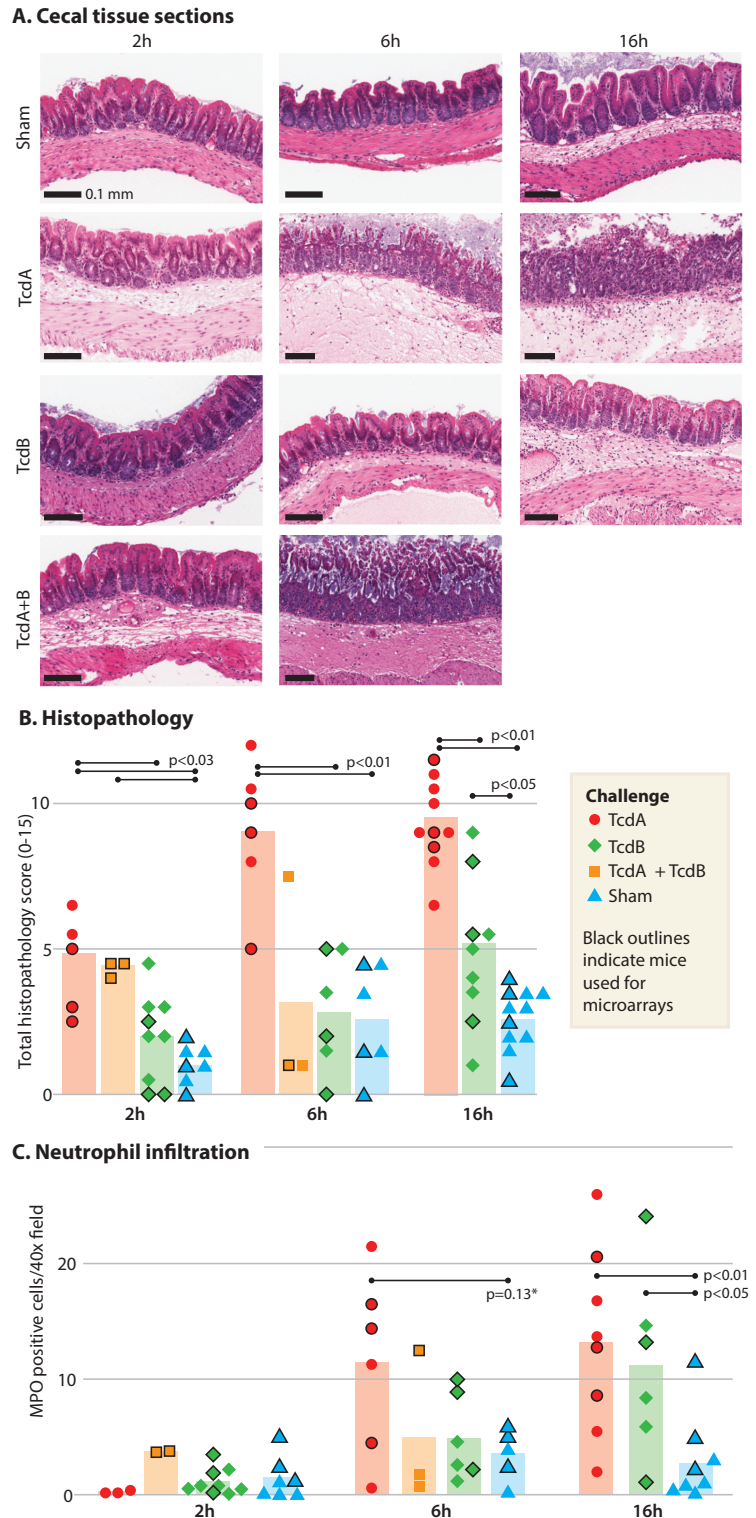 A. Cecal tissue sections
2h
6h
16h
Sham
0.1 mm
TcdA
TcdB
TcdA+B
B. Histopathology
Total histopathology score (0-15)
10
5
0
p<0.03
p<0.01
p<0.01
p<0.05
2h
6h
16h
Challenge
TcdA
TcdB
TcdA + TcdB
Sham
Black outlines
indicate mice
used for
microarrays
C. Neutrophil infiltration
MPO positive cells/40x field
20
10
0
p=0.13*
p<0.01
p<0.05
2h
6h
16h